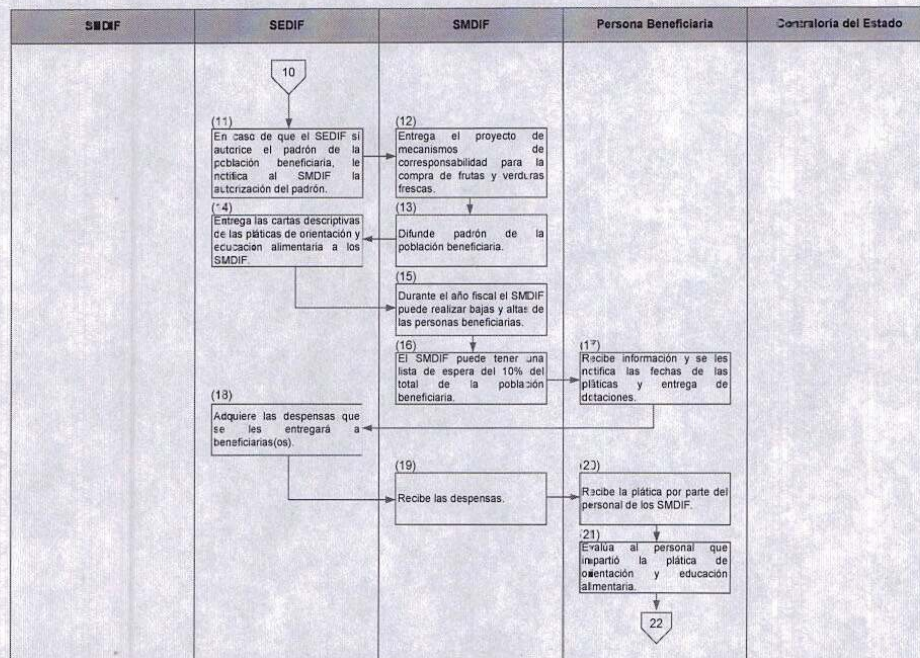 SMDIF
SEDIF
SMDIF
Persona Beneficiaria
Contraloría del Estado
10
(11)
En caso de que el SEDIF sí
autorice el padrón de la
población beneficiaria, le
notifica al SMDIF la
autorización del padrón.
(12)
Entrega el proyecto de
mecanismos de
corresponsabilidad para la
compra de frutas y verduras
frescas.
(13)
Difunde padrón de la
población beneficiaria.
(14)
Entrega las cartas descriptivas
de las pláticas de orientación y
educación alimentaria a los
SMDIF.
(15)
Durante el año fiscal el SMDIF
puede realizar bajas y altas de
las personas beneficiarias.
(16)
El SMDIF puede tener una
lista de espera del 10% del
total de la población
beneficiaria.
(17)
Recibe información y se les
notifica las fechas de las
pláticas y entrega de
dotaciones.
(18)
Adquiere las despensas que
se les entregará a
beneficiarias(os).
(19)
Recibe las despensas.
(20)
Recibe la plática por parte del
personal de los SMDIF.
(21)
Evalúa al personal que
impartió la plática de
orientación y educación
alimentaria.
22